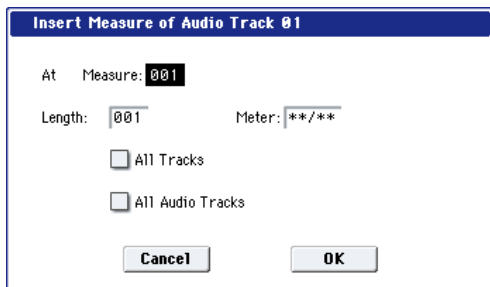 Insert Measure of Audio Track 01
At Measure: 001
Length: 001 Meter: **/**
All Tracks
All Audio Tracks
Cancel OK